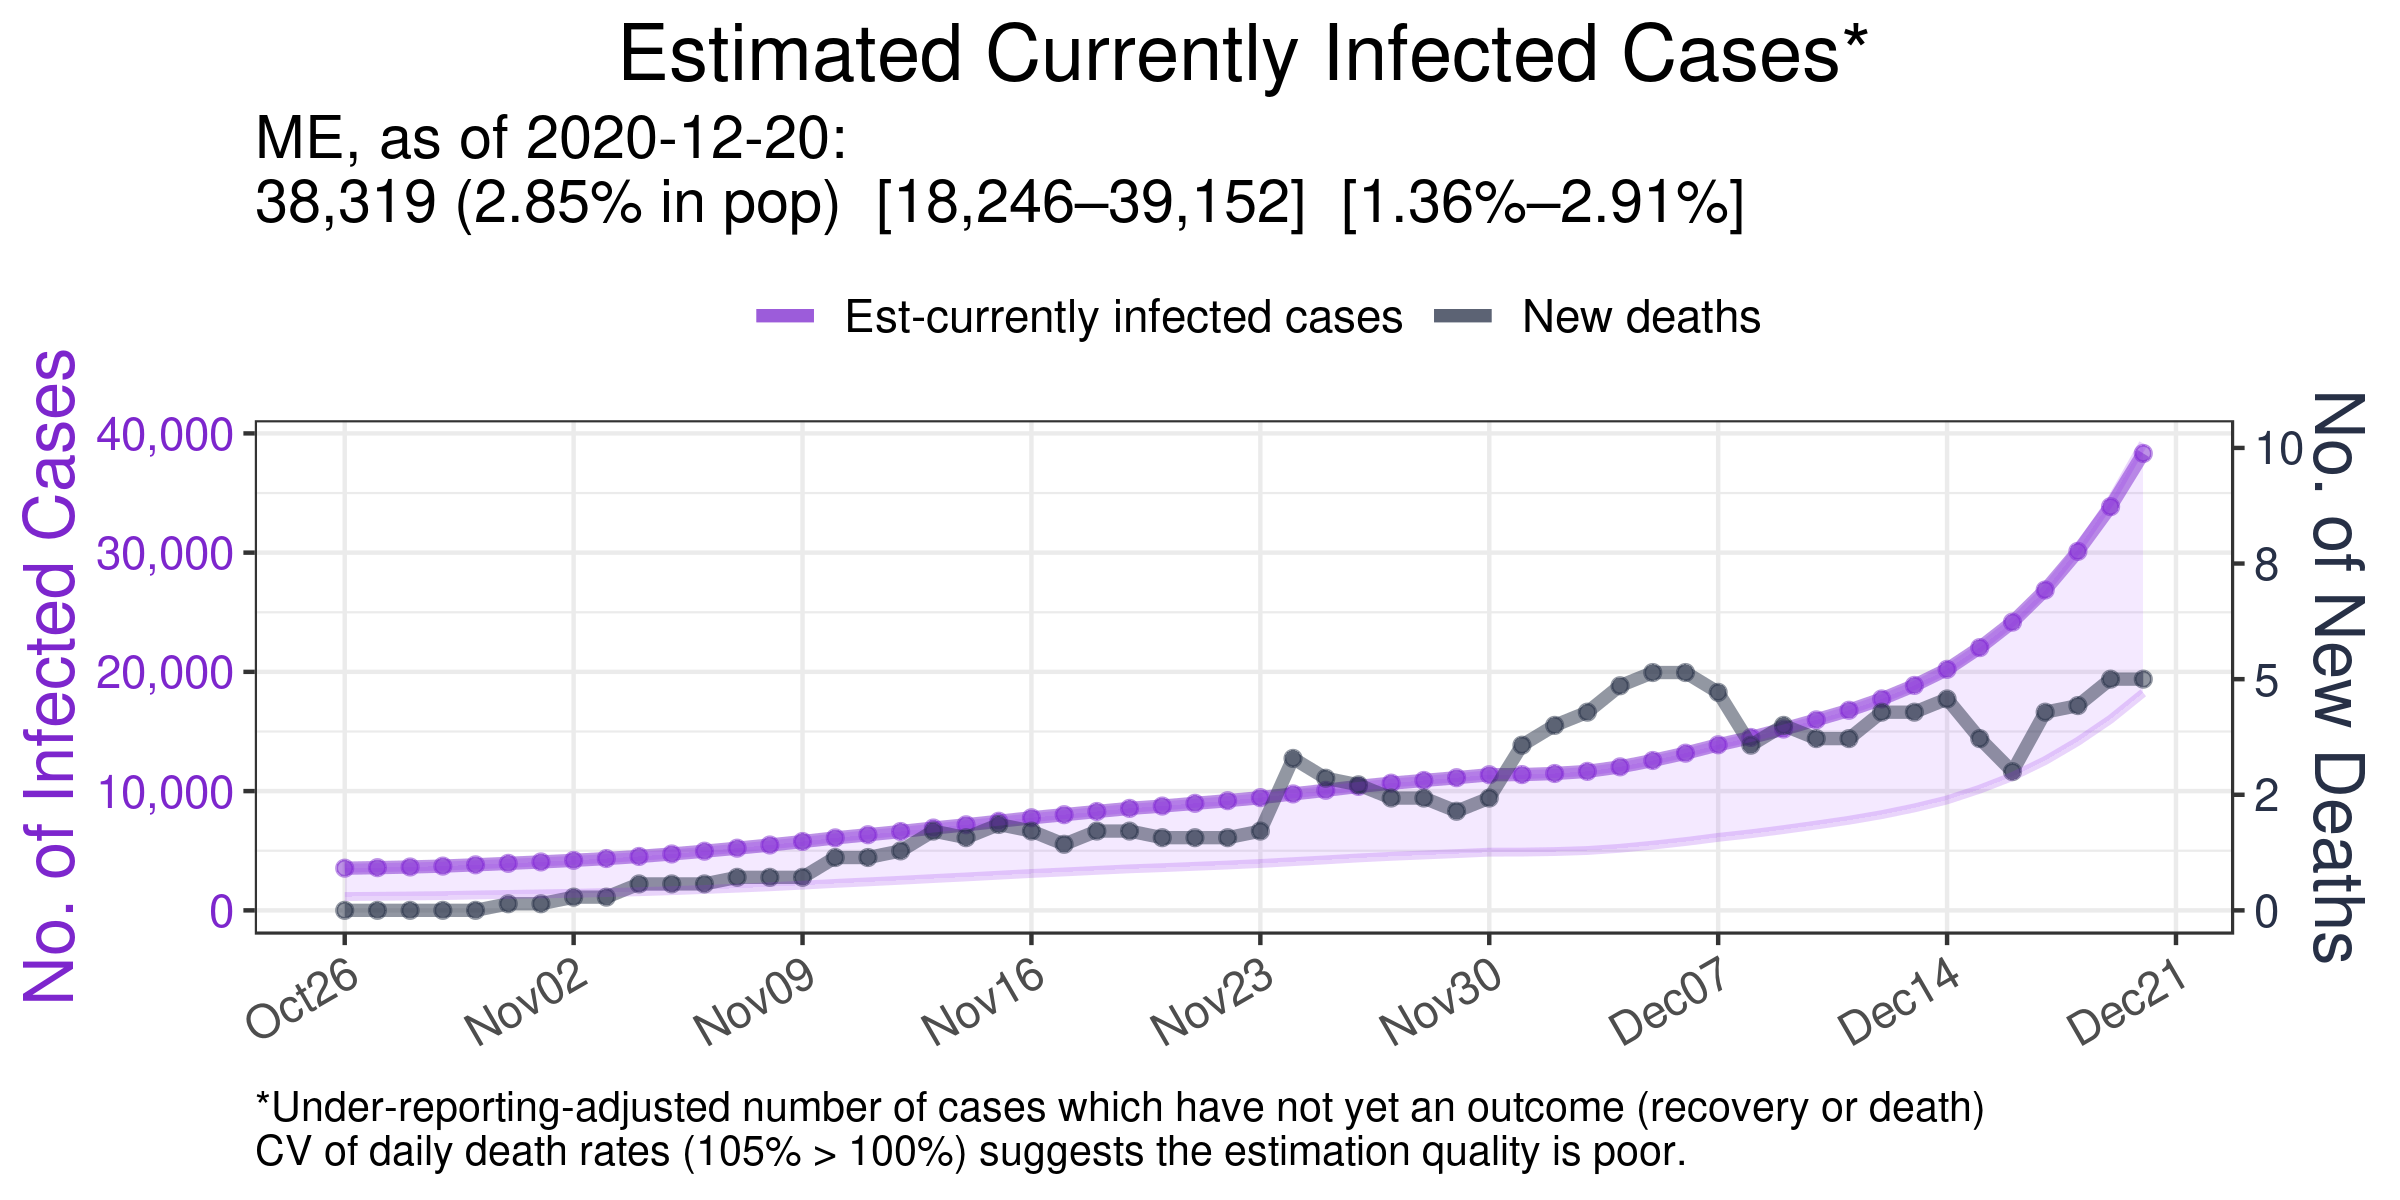 Estimated Currently Infected Cases*
ME, as of 2020-12-20:
38,319 (2.85% in pop)  [18,246–39,152]  [1.36%–2.91%]
Est-currently infected cases
New deaths
No. of Infected Cases
40,000
30,000
20,000
10,000
0
10
8
5
2
0
No. of New Deaths
Oct26
Nov02
Nov09
Nov16
Nov23
Nov30
Dec07
Dec14
Dec21
*Under-reporting-adjusted number of cases which have not yet an outcome (recovery or death)
CV of daily death rates (105% > 100%) suggests the estimation quality is poor.